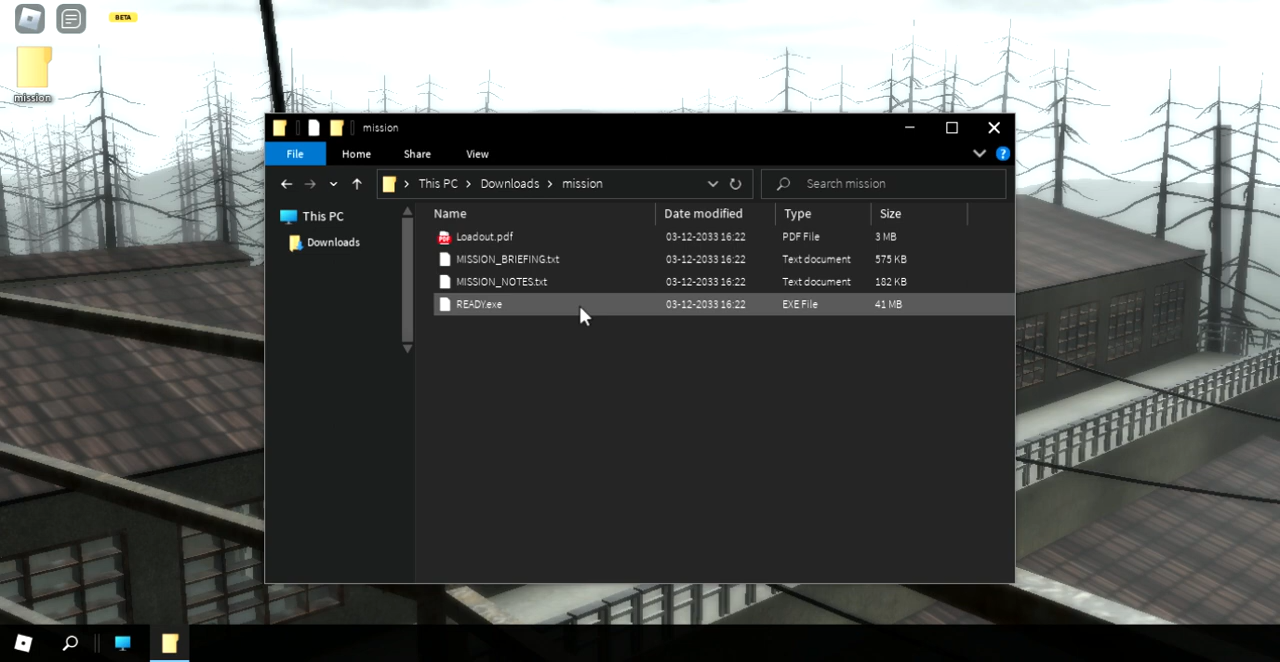 BETA
mission
mission
File Home Share View
?
This PC Downloads mission Search mission
This PC
Downloads
Name Date modified Type Size
PDF Loadout.pdf 03-12-2033 16:22 PDF File 3 MB
MISSION_BRIEFING.txt 03-12-2033 16:22 Text document 575 KB
MISSION_NOTES.txt 03-12-2033 16:22 Text document 182 KB
READY.exe 03-12-2033 16:22 EXE File 41 MB